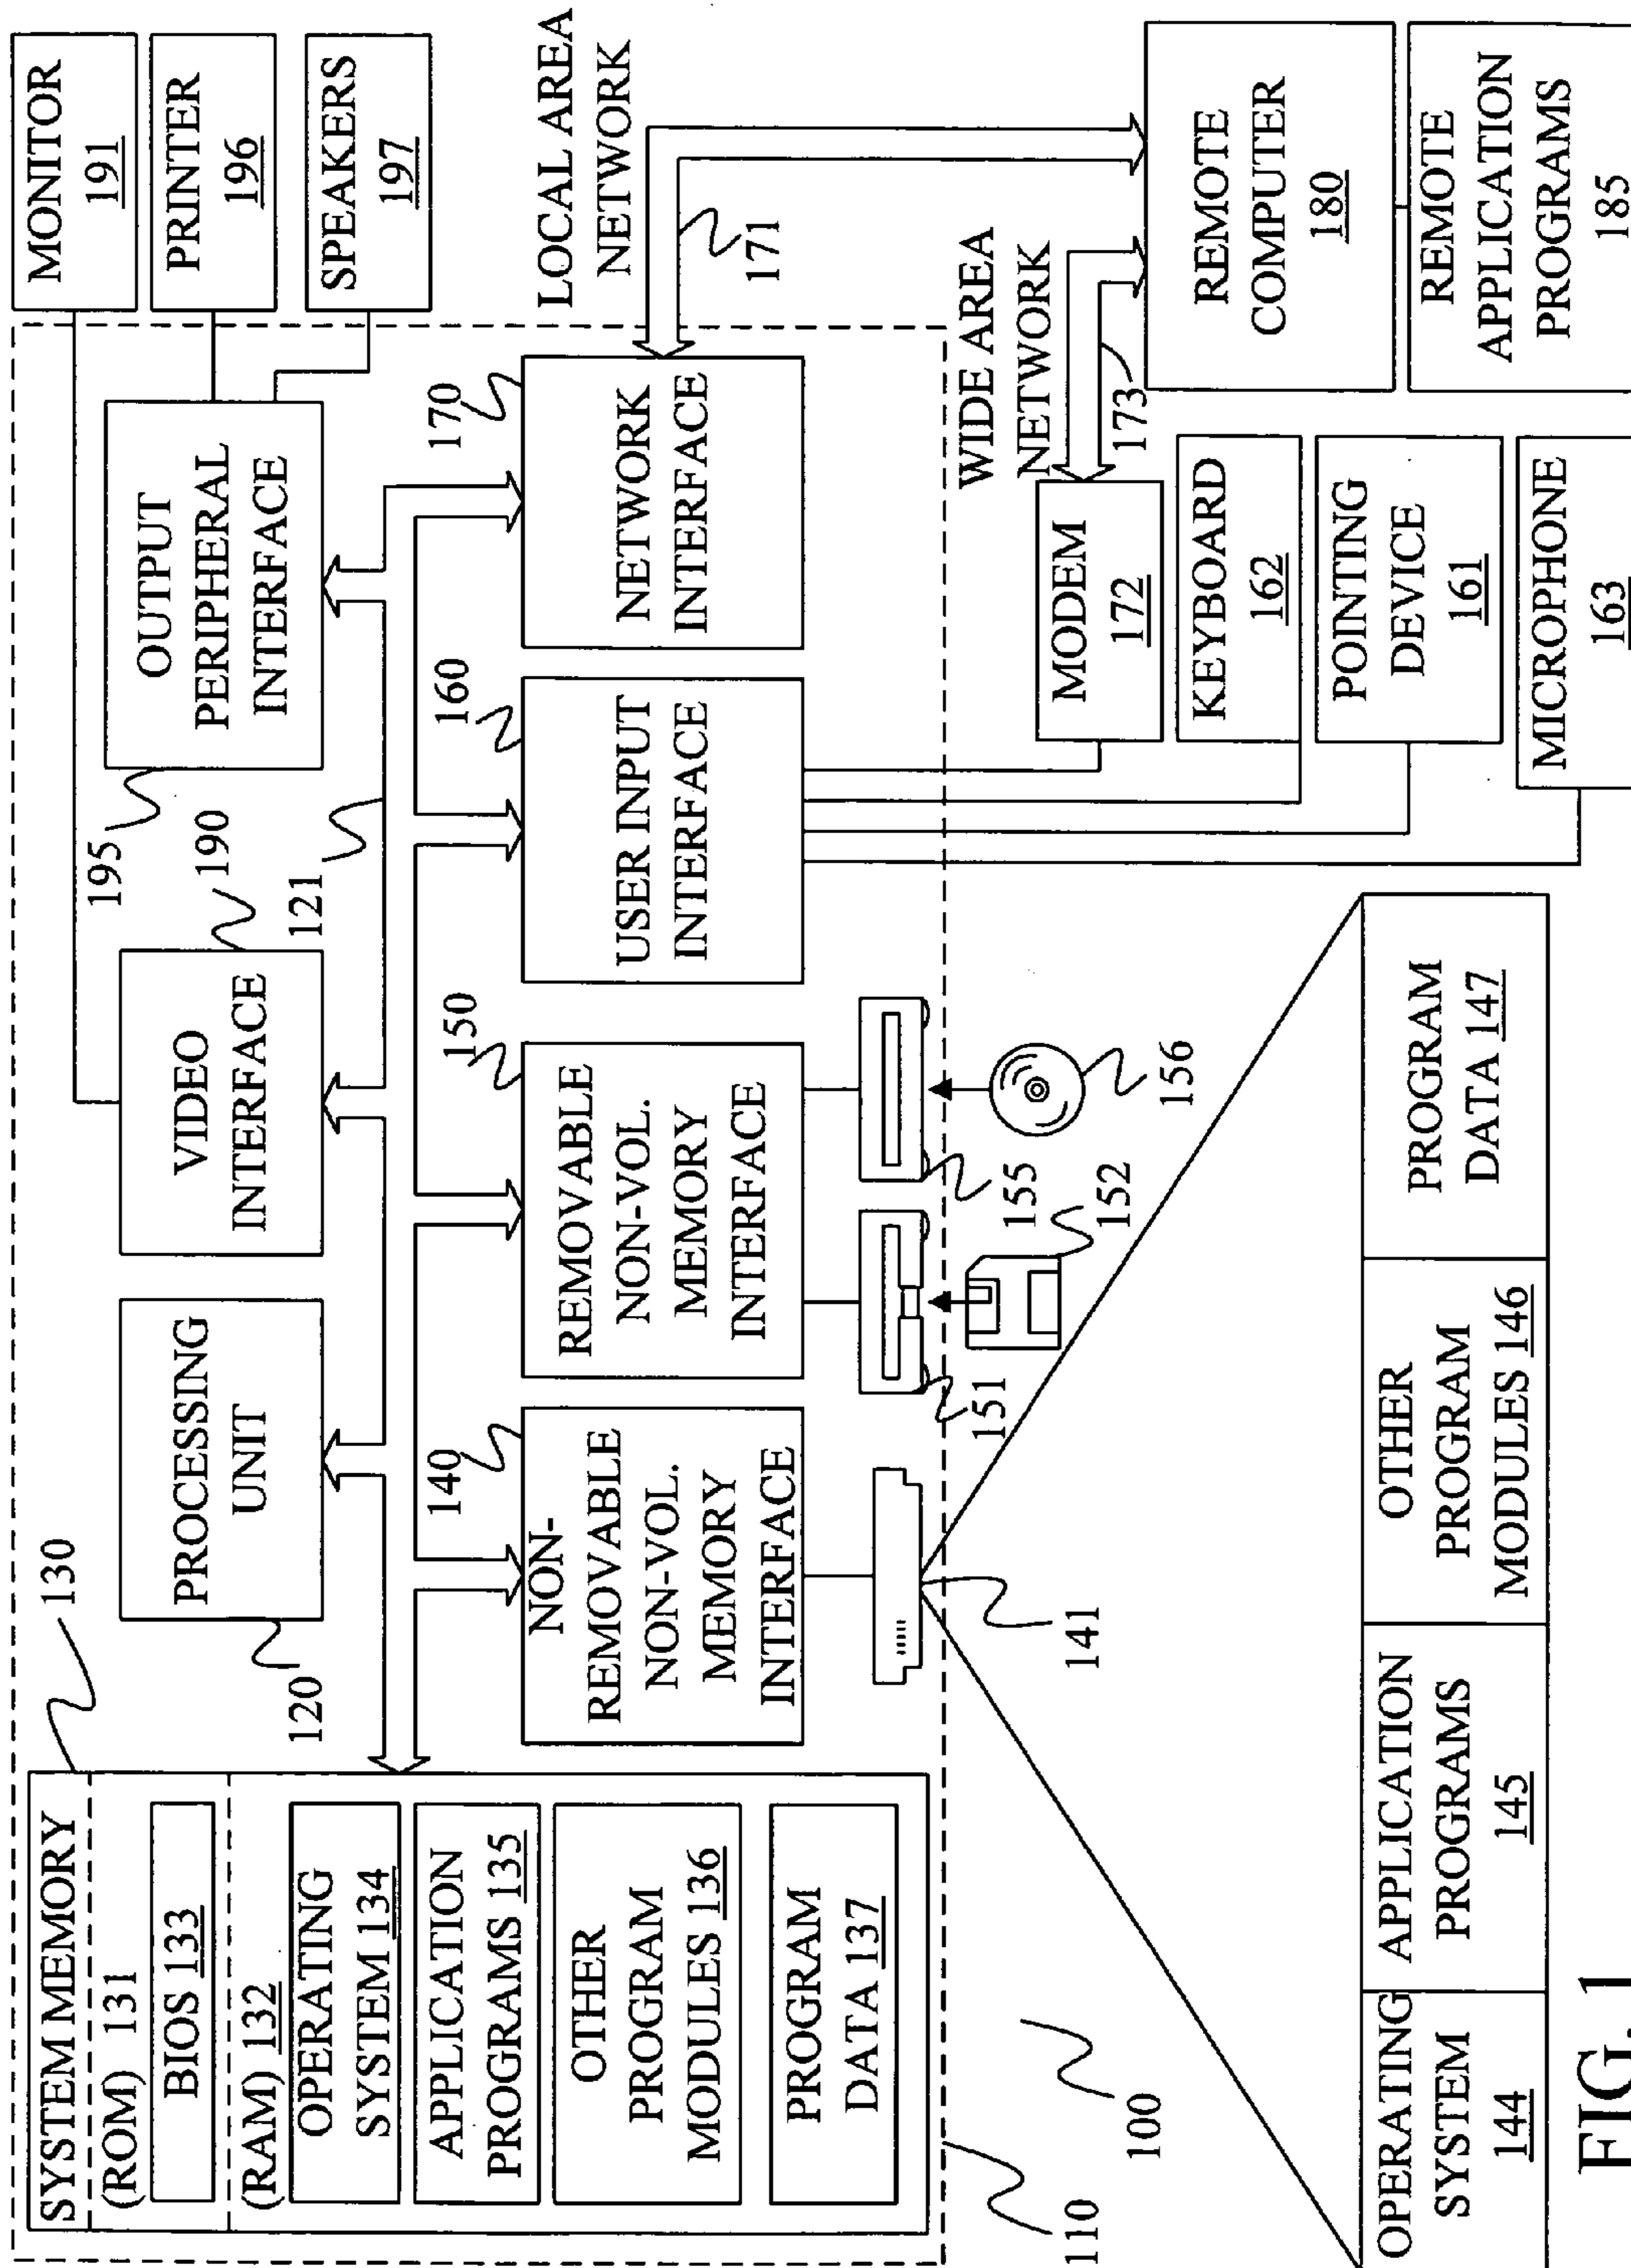 SYSTEM MEMORY
(ROM) 131
BIOS 133
(RAM) 132
OPERATING
SYSTEM 134
APPLICATION
PROGRAMS 135
OTHER
PROGRAM
MODULES 136
PROGRAM
DATA 137
130
120
PROCESSING
UNIT
VIDEO
INTERFACE
190
195
OUTPUT
PERIPHERAL
INTERFACE
121
MONITOR
191
PRINTER
196
SPEAKERS
197
140
NON-
REMOVABLE
NON-VOL.
MEMORY
INTERFACE
150
REMOVABLE
NON-VOL.
MEMORY
INTERFACE
160
USER INPUT
INTERFACE
170
NETWORK
INTERFACE
LOCAL AREA
NETWORK
171
WIDE AREA
NETWORK
173
141
151
152
155
156
MODEM
172
KEYBOARD
162
POINTING
DEVICE
161
MICROPHONE
163
REMOTE
COMPUTER
180
REMOTE
APPLICATION
PROGRAMS
185
110
100
OPERATING
SYSTEM
144
APPLICATION
PROGRAMS
145
OTHER
PROGRAM
MODULES 146
PROGRAM
DATA 147
FIG. 1